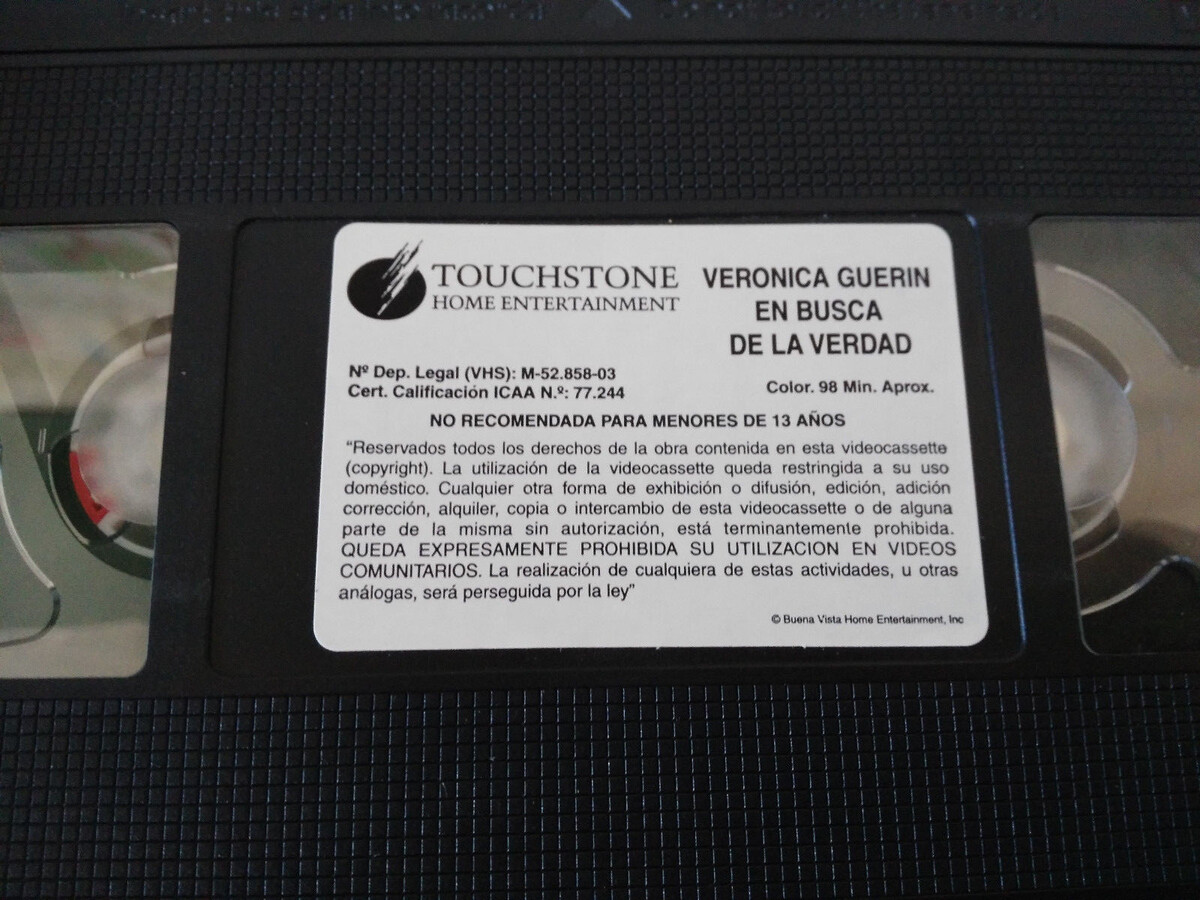 TOUCHSTONE
HOME ENTERTAINMENT
VERONICA GUERIN
EN BUSCA
DE LA VERDAD
Nº Dep. Legal (VHS): M-52.858-03
Cert. Calificación ICAA N.º: 77.244
Color. 98 Min. Aprox.
NO RECOMENDADA PARA MENORES DE 13 AÑOS
“Reservados todos los derechos de la obra contenida en esta videocassette
(copyright). La utilización de la videocassette queda restringida a su uso
doméstico. Cualquier otra forma de exhibición o difusión, edición, adición
corrección, alquiler, copia o intercambio de esta videocassette o de alguna
parte de la misma sin autorización, está terminantemente prohibida.
QUEDA EXPRESAMENTE PROHIBIDA SU UTILIZACION EN VIDEOS
COMUNITARIOS. La realización de cualquiera de estas actividades, u otras
análogas, será perseguida por la ley”
© Buena Vista Home Entertainment, Inc